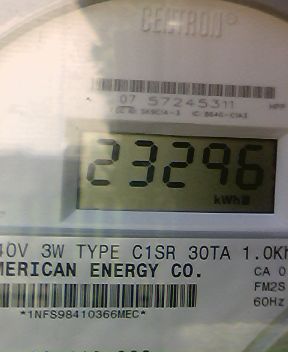 CENTRON®
07 57245311
23296
kWh
40V 3W TYPE C1SR 30TA 1.0Kh
MERICAN ENERGY CO.
CA 0
FM2S
60Hz
*1NFS98410366MEC*